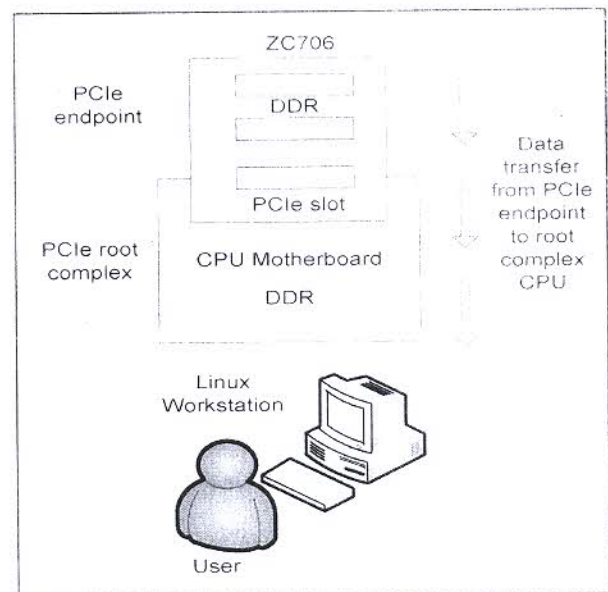 ZC706
PCIe
endpoint
DDR
PCIe slot
Data
transfer
from PCIe
endpoint
to root
complex
CPU
PCIe root
complex
CPU Motherboard
DDR
Linux
Workstation
User